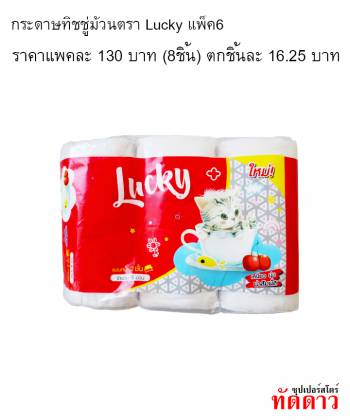 กระดาษทิชชู่ม้วนตรา Lucky แพ็ค6
ราคาแพคละ 130 บาท (8ชิ้น) ตกชิ้นละ 16.25 บาท
Lucky
ใหม่!
ซุปเปอร์สโตร์
ทัดดาว